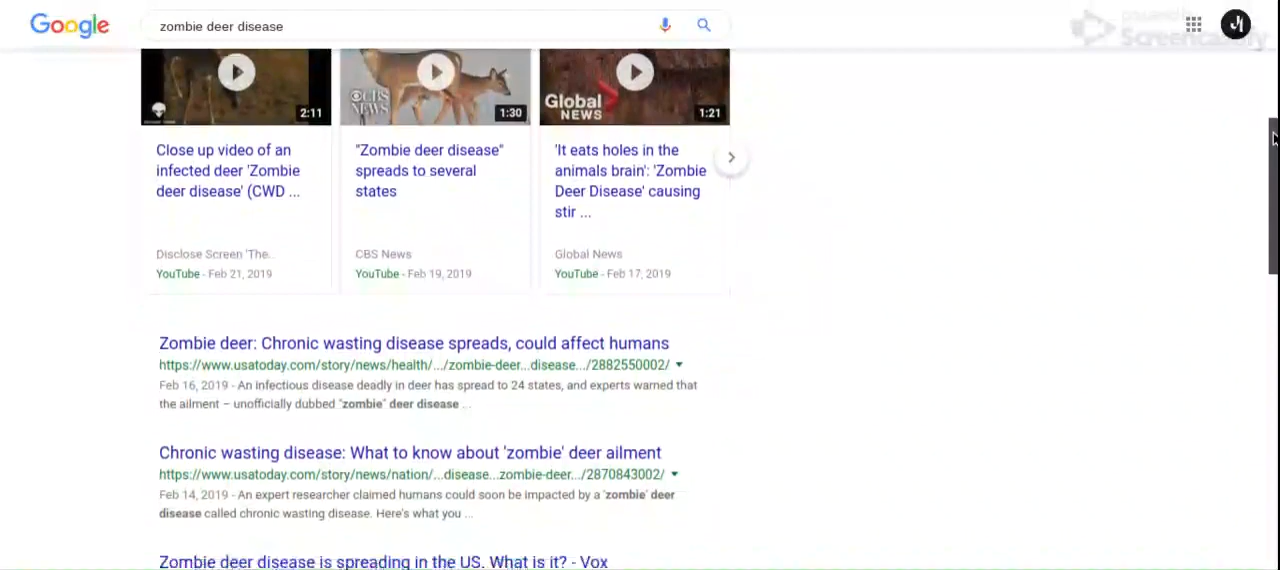 Google
zombie deer disease
powered by
Screencastify
2:11
CBS
NEWS
1:30
Global
NEWS
1:21
Close up video of an
infected deer 'Zombie
deer disease' (CWD ...
"Zombie deer disease"
spreads to several
states
'It eats holes in the
animals brain': 'Zombie
Deer Disease' causing
stir ...
Disclose Screen 'The...
YouTube - Feb 21, 2019
CBS News
YouTube - Feb 19, 2019
Global News
YouTube - Feb 17, 2019
Zombie deer: Chronic wasting disease spreads, could affect humans
https://www.usatoday.com/story/news/health/.../zombie-deer...disease.../2882550002/
Feb 16, 2019 - An infectious disease deadly in deer has spread to 24 states, and experts warned that
the ailment – unofficially dubbed "zombie" deer disease ...
Chronic wasting disease: What to know about 'zombie' deer ailment
https://www.usatoday.com/story/news/nation/...disease...zombie-deer.../2870843002/
Feb 14, 2019 - An expert researcher claimed humans could soon be impacted by a 'zombie' deer
disease called chronic wasting disease. Here's what you ...
Zombie deer disease is spreading in the US. What is it? - Vox